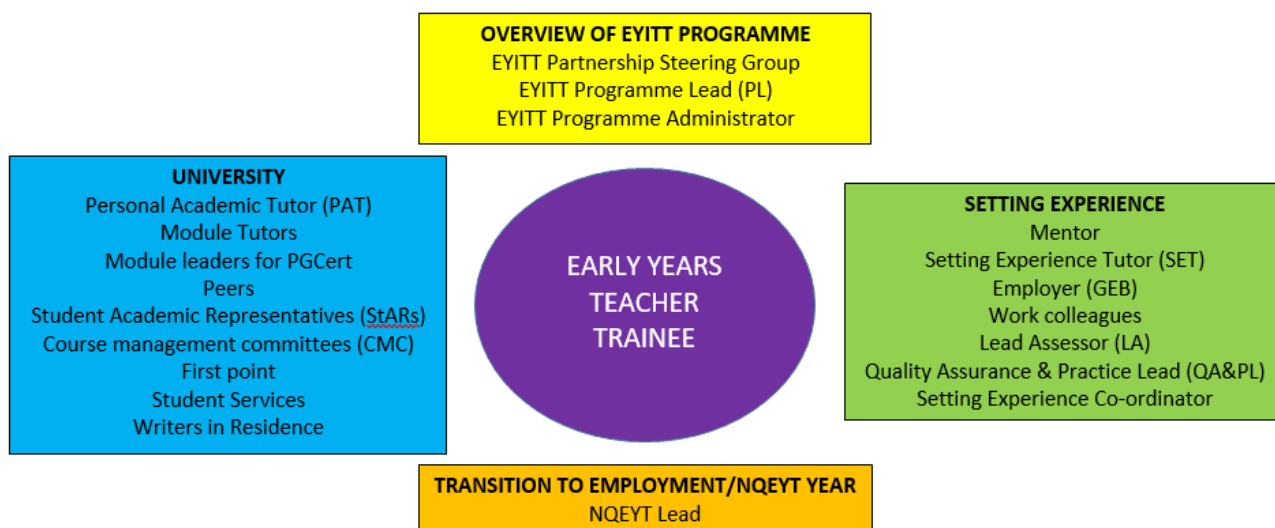 OVERVIEW OF EYITT PROGRAMME
EYITT Partnership Steering Group
EYITT Programme Lead (PL)
EYITT Programme Administrator
UNIVERSITY
Personal Academic Tutor (PAT)
Module Tutors
Module leaders for PGCert
Peers
Student Academic Representatives (StARs)
Course management committees (CMC)
First point
Student Services
Writers in Residence
EARLY YEARS
TEACHER
TRAINEE
SETTING EXPERIENCE
Mentor
Setting Experience Tutor (SET)
Employer (GEB)
Work colleagues
Lead Assessor (LA)
Quality Assurance & Practice Lead (QA&PL)
Setting Experience Co-ordinator
TRANSITION TO EMPLOYMENT/NQEYT YEAR
NQEYT Lead